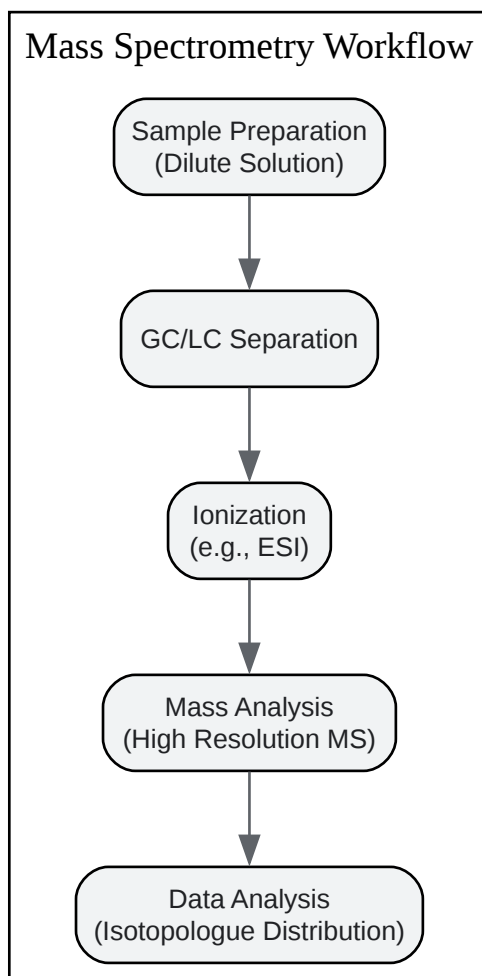 Mass Spectrometry Workflow
Sample Preparation
(Dilute Solution)
GC/LC Separation
Ionization
(e.g., ESI)
Mass Analysis
(High Resolution MS)
Data Analysis
(Isotopologue Distribution)